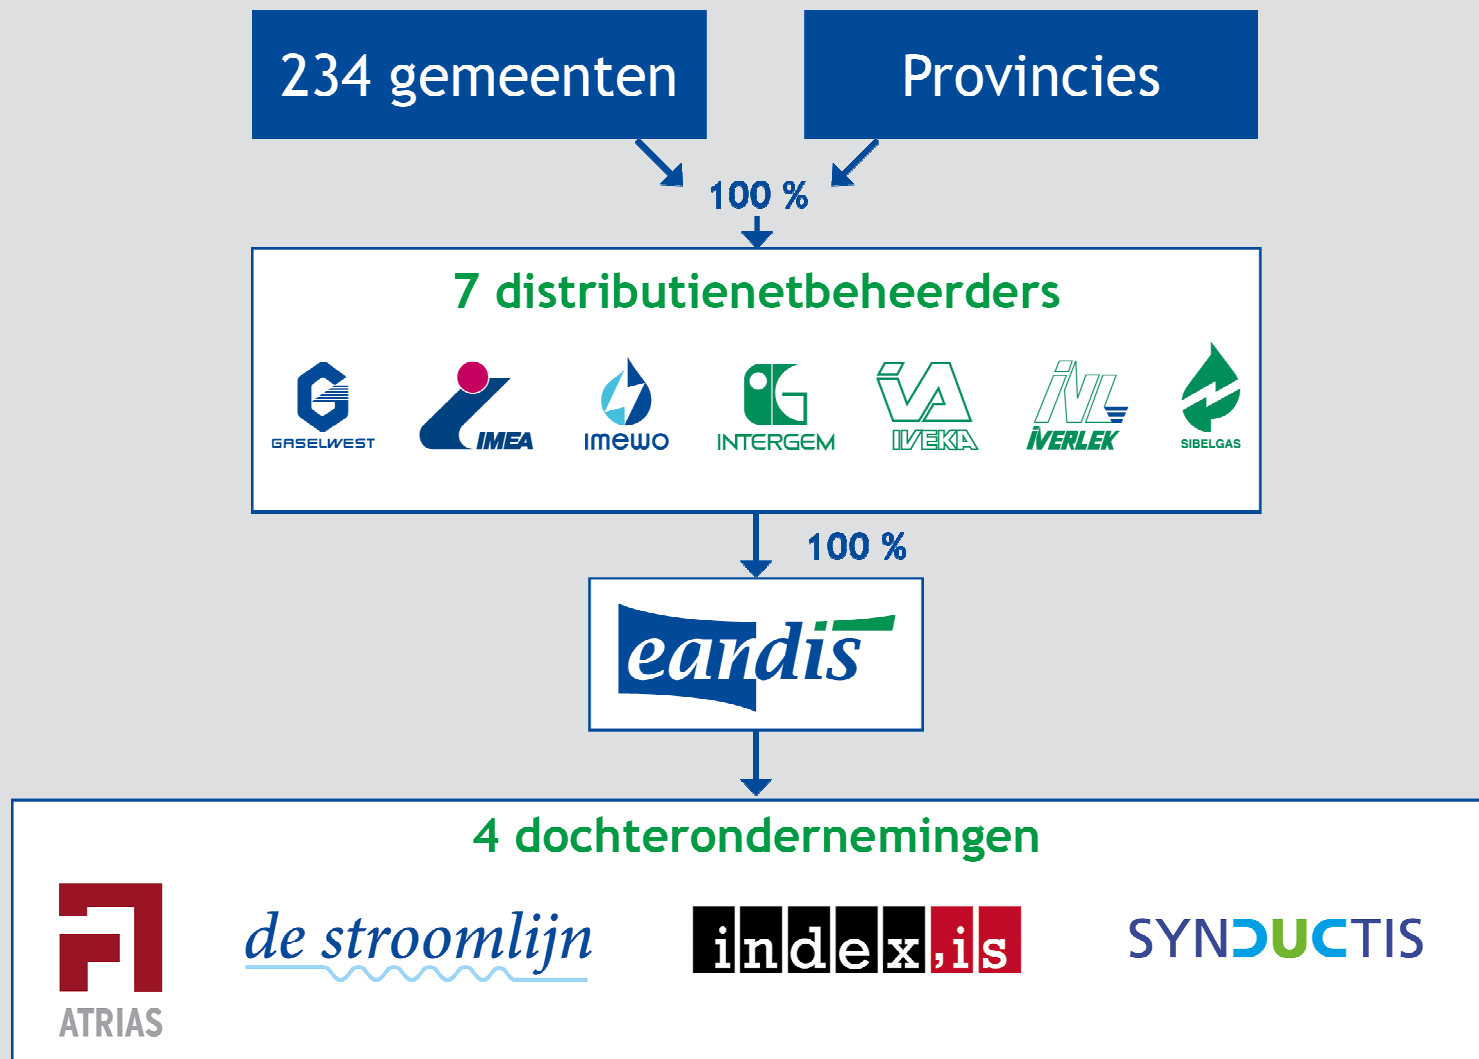 234 gemeenten
Provincies
100 %
7 distributienetbeheerders
GASELWEST
IMEA
imewo
INTERGEM
IVEKA
iVERLEK
SIBELGAS
100 %
eandis
4 dochterondernemingen
ATRIAS
de stroomlijn
index,is
SYNDUCTIS